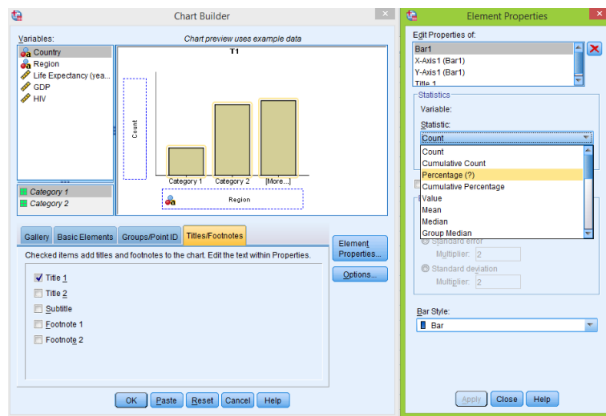 Chart Builder
Variables:
Country
Region
Life Expectancy (yea...
GDP
HIV
Category 1
Category 2
Chart preview uses example data
T1
Count
Category 1 Category 2 [More...]
Region
Gallery Basic Elements Groups/Point ID Titles/Footnotes
Checked items add titles and footnotes to the chart. Edit the text within Properties.
Title 1
Title 2
Subtitle
Footnote 1
Footnote 2
Element Properties...
Options...
OK Paste Reset Cancel Help
Element Properties
Edit Properties of:
Bar1
X-Axis1 (Bar1)
Y-Axis1 (Bar1)
Title 1
Statistics
Variable:
Statistic:
Count
Count
Cumulative Count
Percentage (?)
Cumulative Percentage
Value
Mean
Median
Group Median
Standard error
Multiplier: 2
Standard deviation
Multiplier: 2
Bar Style:
Bar
Apply Close Help